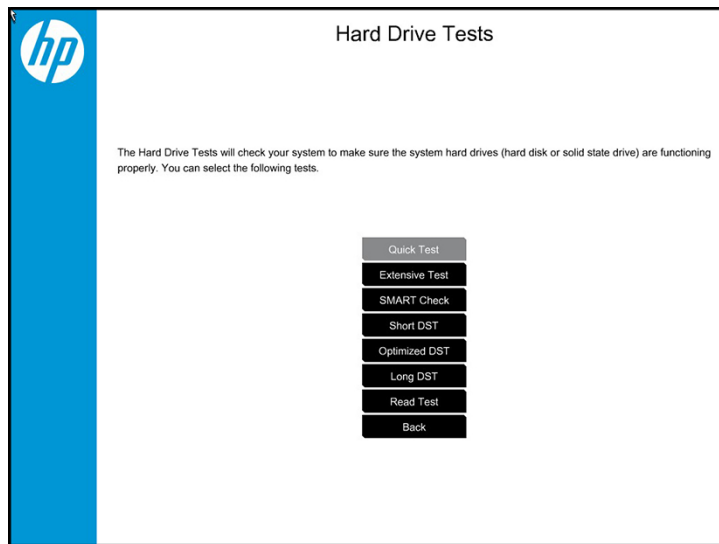 hp
Hard Drive Tests
The Hard Drive Tests will check your system to make sure the system hard drives (hard disk or solid state drive) are functioning
properly. You can select the following tests.
Quick Test
Extensive Test
SMART Check
Short DST
Optimized DST
Long DST
Read Test
Back